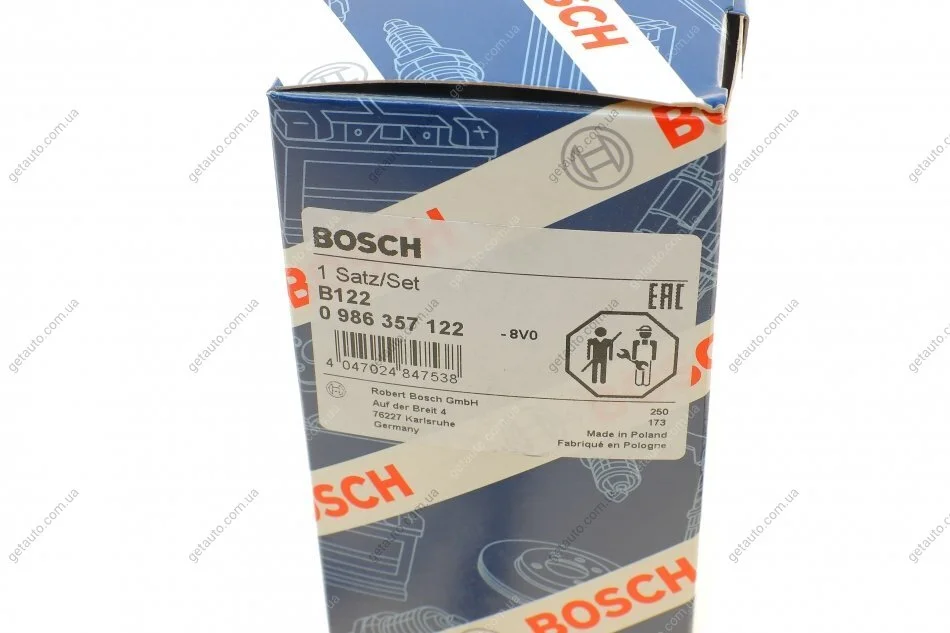 BOSCH
BOSCH
1 Satz/Set
B122
0 986 357 122 - 8V0
EAC
4 047024 847538
Robert Bosch GmbH
Auf der Breit 4
76227 Karlsruhe
Germany
250
173
Made in Poland
Fabriqué en Pologne
BOSCH
BOSCH
getauto.com.ua